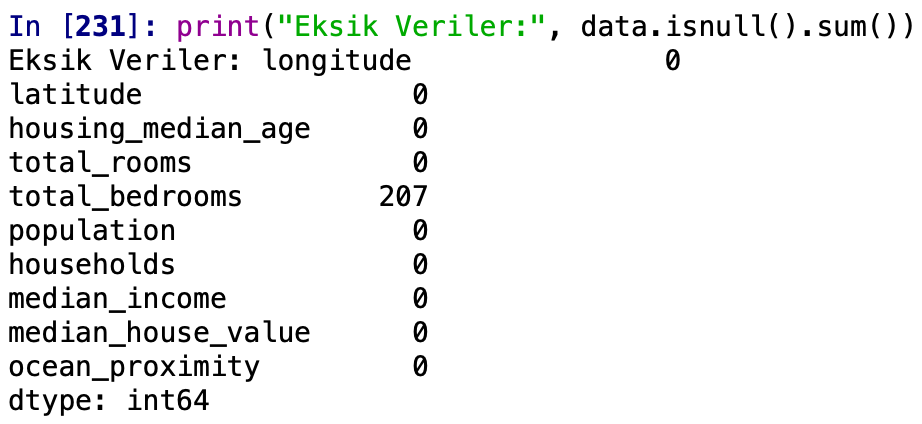 In [231]: print("Eksik Veriler:", data.isnull().sum())
Eksik Veriler: longitude               0
latitude                0
housing_median_age      0
total_rooms             0
total_bedrooms        207
population              0
households              0
median_income           0
median_house_value      0
ocean_proximity         0
dtype: int64